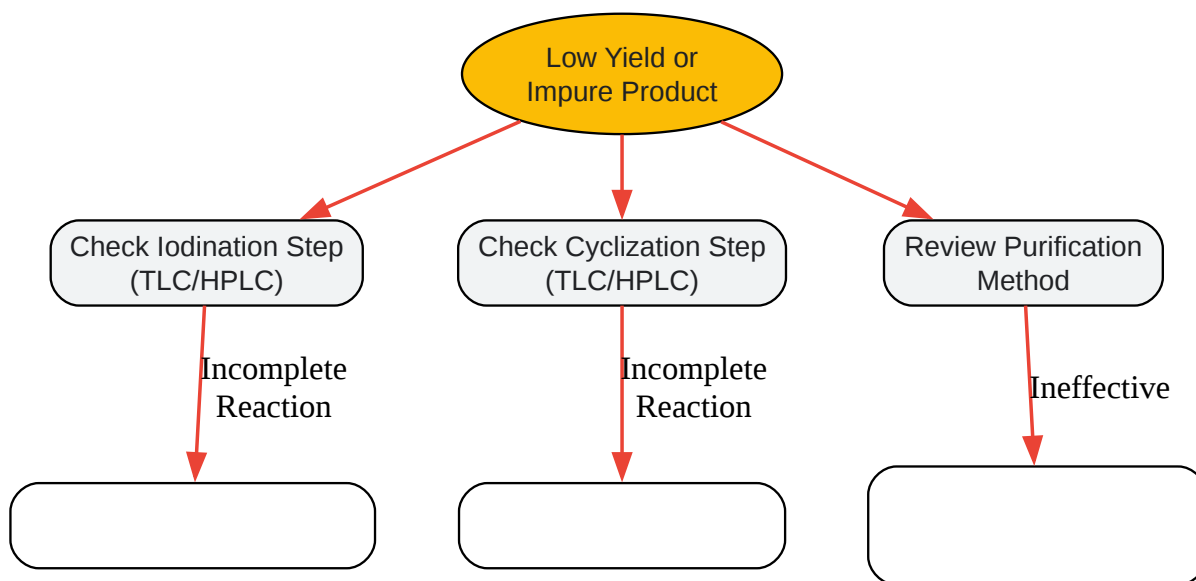 Low Yield or
Impure Product
Check Iodination Step
(TLC/HPLC)
Check Cyclization Step
(TLC/HPLC)
Review Purification
Method
Incomplete
Reaction
Incomplete
Reaction
Ineffective